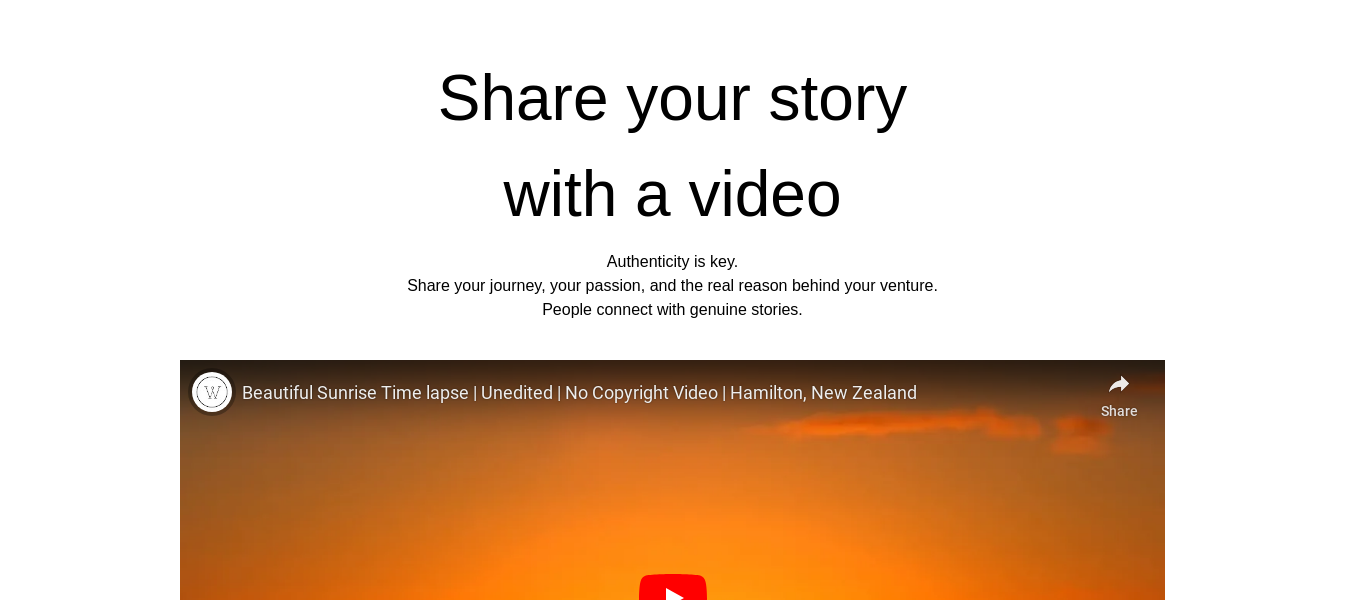 Share your story
with a video
Authenticity is key.
Share your journey, your passion, and the real reason behind your venture.
People connect with genuine stories.
W
Beautiful Sunrise Time lapse | Unedited | No Copyright Video | Hamilton, New Zealand
Share